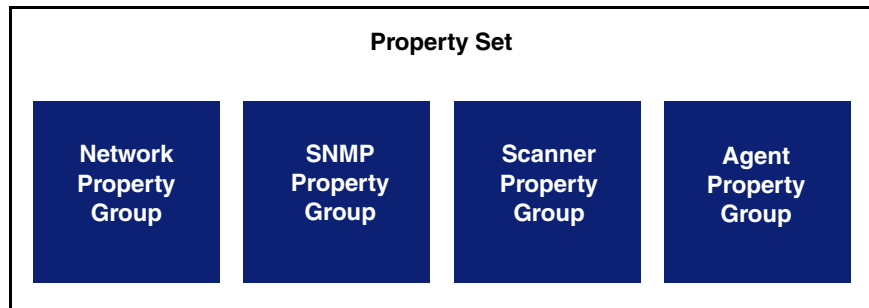 Property Set
Network
Property
Group
SNMP
Property
Group
Scanner
Property
Group
Agent
Property
Group